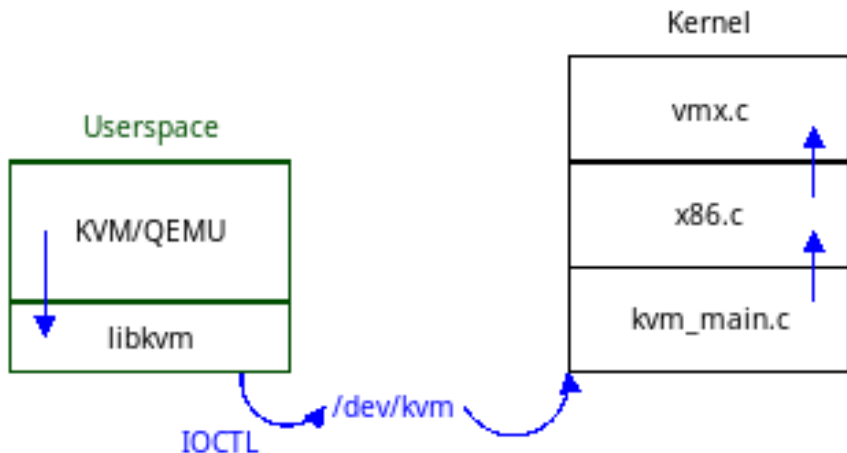 Kernel
vmx.c
Userspace
x86.c
KVM/QEMU
kvm_main.c
libkvm
/dev/kvm
IOCTL